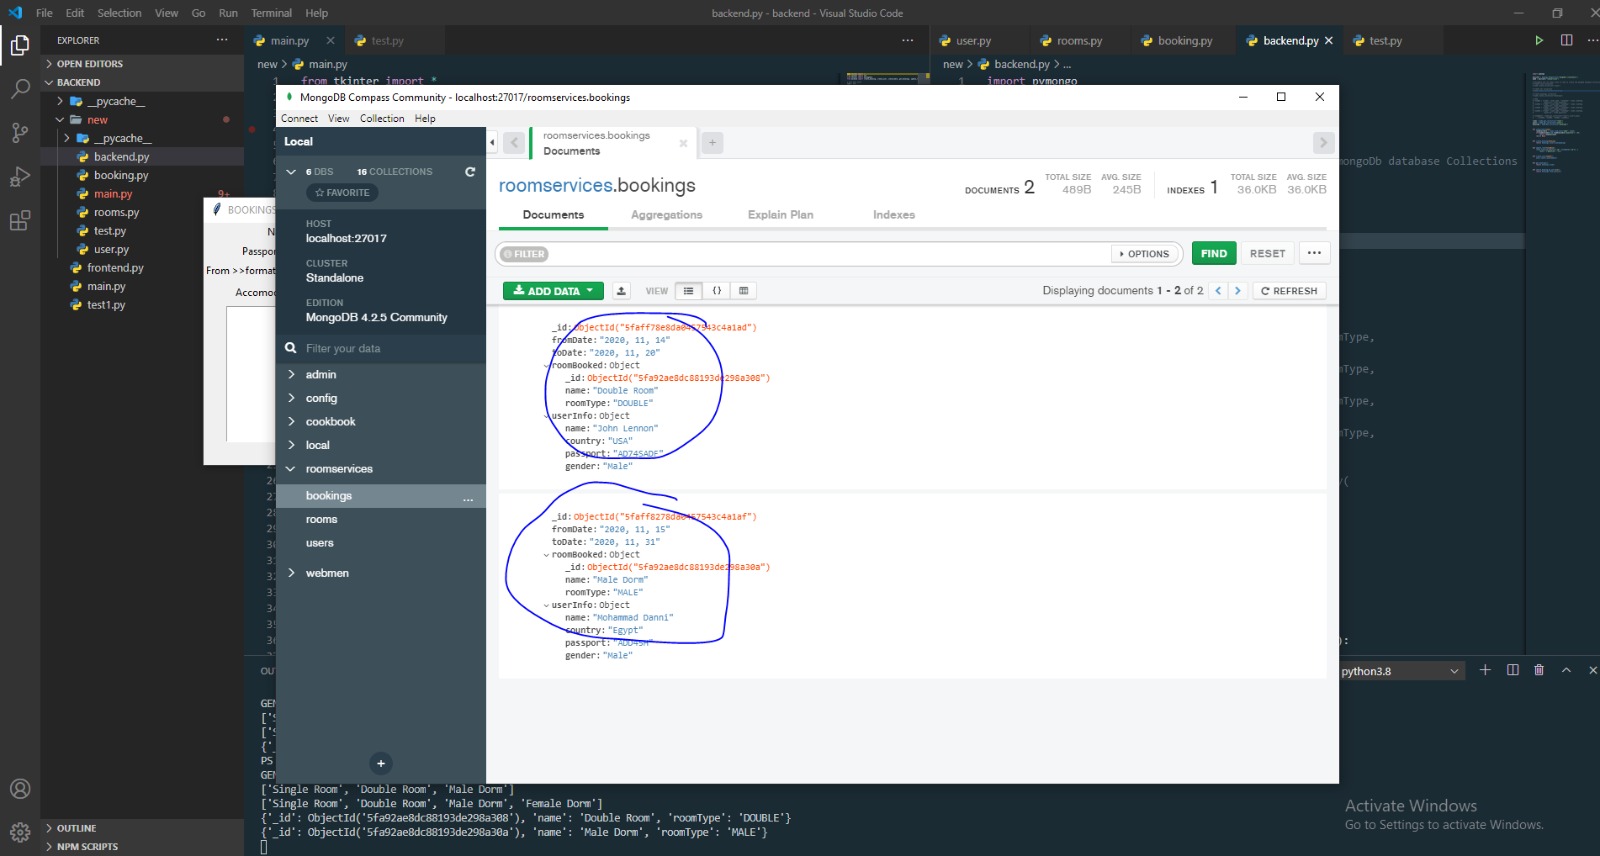 File Edit Selection View Go Run Terminal Help
backend.py - backend - Visual Studio Code
EXPLORER
OPEN EDITORS
BACKEND
__pycache__
new
__pycache__
backend.py
booking.py
main.py
9+
rooms.py
test.py
user.py
frontend.py
main.py
test1.py
OUTLINE
NPM SCRIPTS
main.py
test.py
new > main.py
1 from tkinter import *
user.py
rooms.py
booking.py
backend.py
test.py
new > backend.py > ...
1 import pymongo
mongoDb database Collections
BOOKINGS
From >>format
MongoDB Compass Community - localhost:27017/roomservices.bookings
Connect View Collection Help
Local
6 DBS 16 COLLECTIONS
FAVORITE
HOST
localhost:27017
CLUSTER
Standalone
EDITION
MongoDB 4.2.5 Community
Filter your data
admin
config
cookbook
local
roomservices
bookings
...
rooms
users
webmen
roomservices.bookings
Documents
roomservices.bookings
DOCUMENTS 2
TOTAL SIZE 489B
AVG. SIZE 245B
INDEXES 1
TOTAL SIZE 36.0KB
AVG. SIZE 36.0KB
Documents Aggregations Explain Plan Indexes
FILTER
OPTIONS
FIND
RESET
ADD DATA
VIEW
{}
Displaying documents 1 - 2 of 2
REFRESH
_id: ObjectId("5faff78e8da0457543c4a1ad")
fromDate: "2020, 11, 14"
toDate: "2020, 11, 20"
roomBooked: Object
_id: ObjectId("5fa92ae8dc88193de298a308")
name: "Double Room"
roomType: "DOUBLE"
userInfo: Object
name: "John Lennon"
country: "USA"
passport: "AD74SADE"
gender: "Male"
_id: ObjectId("5faff8278da0457543c4a1af")
fromDate: "2020, 11, 15"
toDate: "2020, 11, 31"
roomBooked: Object
_id: ObjectId("5fa92ae8dc88193de298a30a")
name: "Male Dorm"
roomType: "MALE"
userInfo: Object
name: "Mohammad Danni"
country: "Egypt"
passport: "ADD45M"
gender: "Male"
python3.8
['Single Room', 'Double Room', 'Male Dorm']
['Single Room', 'Double Room', 'Male Dorm', 'Female Dorm']
{'_id': ObjectId('5fa92ae8dc88193de298a308'), 'name': 'Double Room', 'roomType': 'DOUBLE'}
{'_id': ObjectId('5fa92ae8dc88193de298a30a'), 'name': 'Male Dorm', 'roomType': 'MALE'}
Activate Windows
Go to Settings to activate Windows.